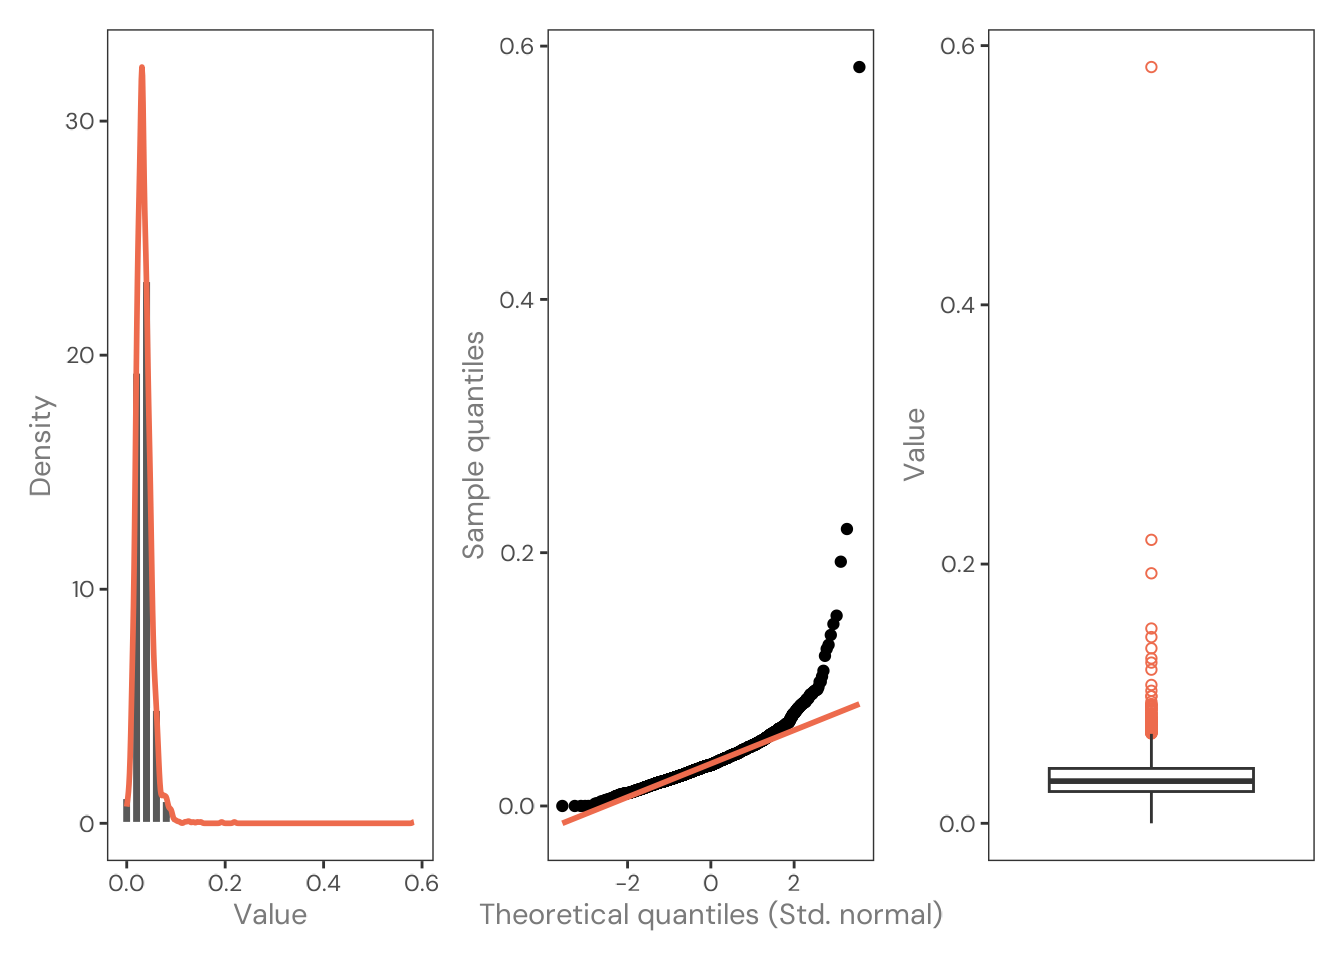 30
20
10
0
0.0 0.2 0.4 0.6
Value
Density
0.6
0.4
0.2
0.0
−2 0 2
Theoretical quantiles (Std. normal)
Sample quantiles
0.6
0.4
0.2
0.0
Value